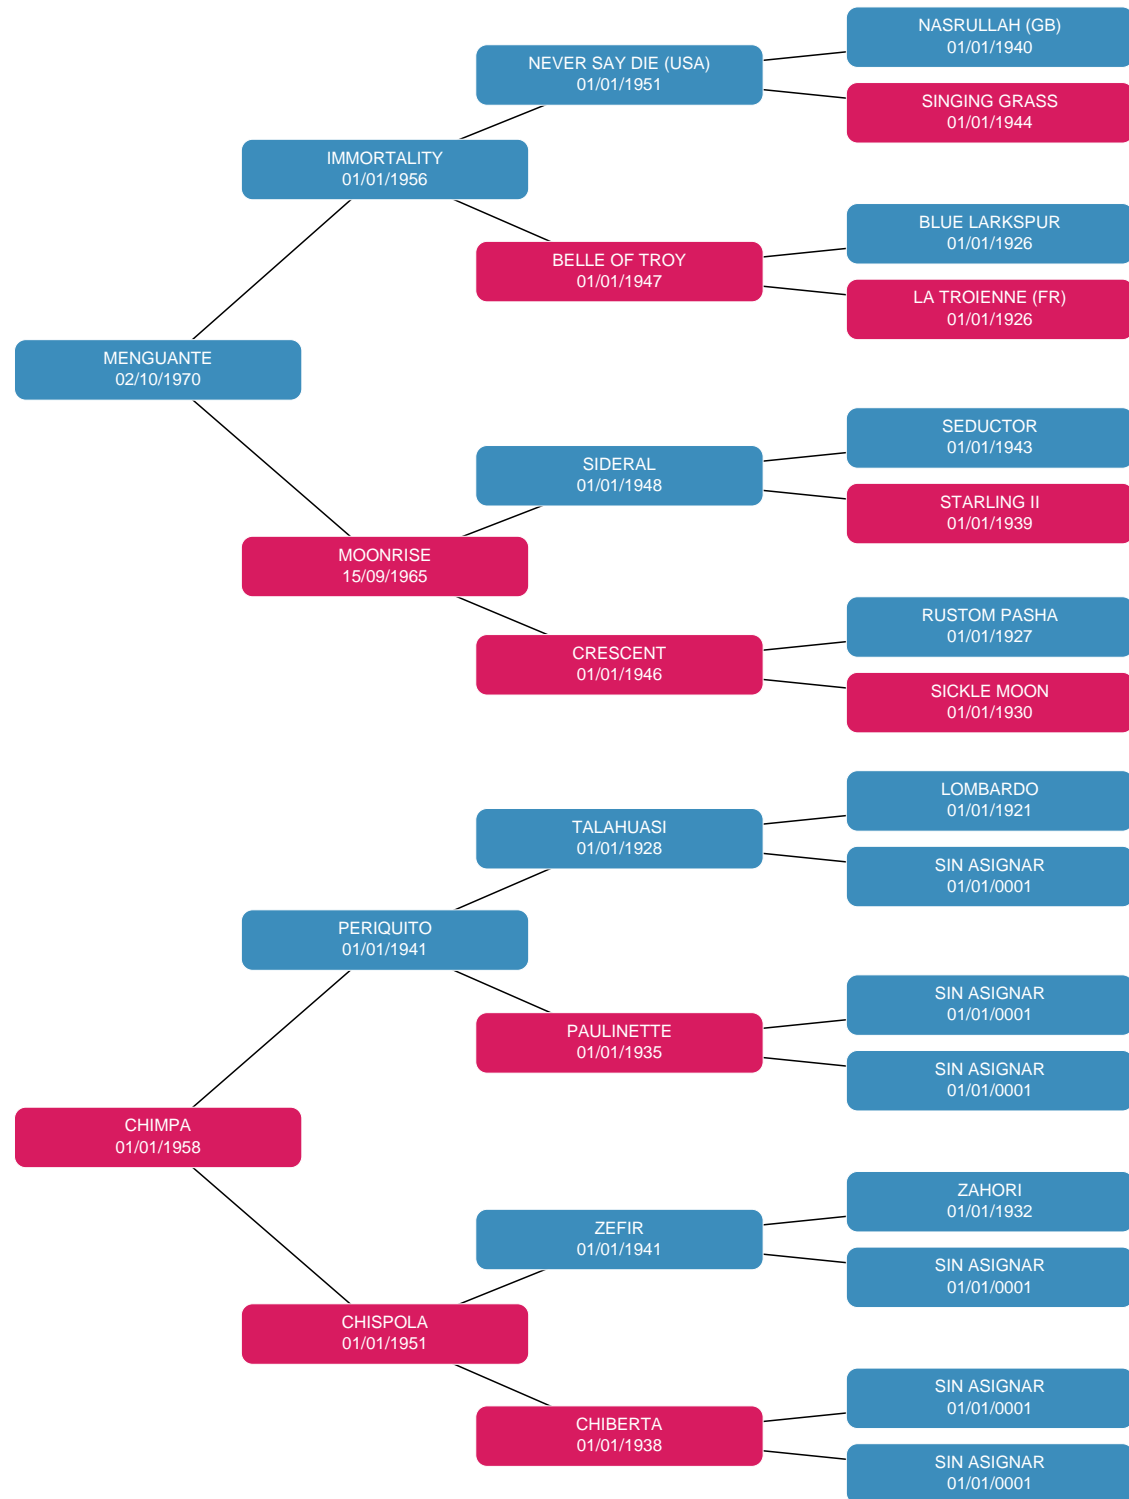 NASRULLAH (GB)
01/01/1940
NEVER SAY DIE (USA)
01/01/1951
SINGING GRASS
01/01/1944
IMMORTALITY
01/01/1956
BLUE LARKSPUR
01/01/1926
BELLE OF TROY
01/01/1947
LA TROIENNE (FR)
01/01/1926
MENGUANTE
02/10/1970
SEDUCTOR
01/01/1943
SIDERAL
01/01/1948
STARLING II
01/01/1939
MOONRISE
15/09/1965
RUSTOM PASHA
01/01/1927
CRESCENT
01/01/1946
SICKLE MOON
01/01/1930
LOMBARDO
01/01/1921
TALAHUASI
01/01/1928
SIN ASIGNAR
01/01/0001
PERIQUITO
01/01/1941
SIN ASIGNAR
01/01/0001
PAULINETTE
01/01/1935
SIN ASIGNAR
01/01/0001
CHIMPA
01/01/1958
ZAHORI
01/01/1932
ZEFIR
01/01/1941
SIN ASIGNAR
01/01/0001
CHISPOLA
01/01/1951
SIN ASIGNAR
01/01/0001
CHIBERTA
01/01/1938
SIN ASIGNAR
01/01/0001